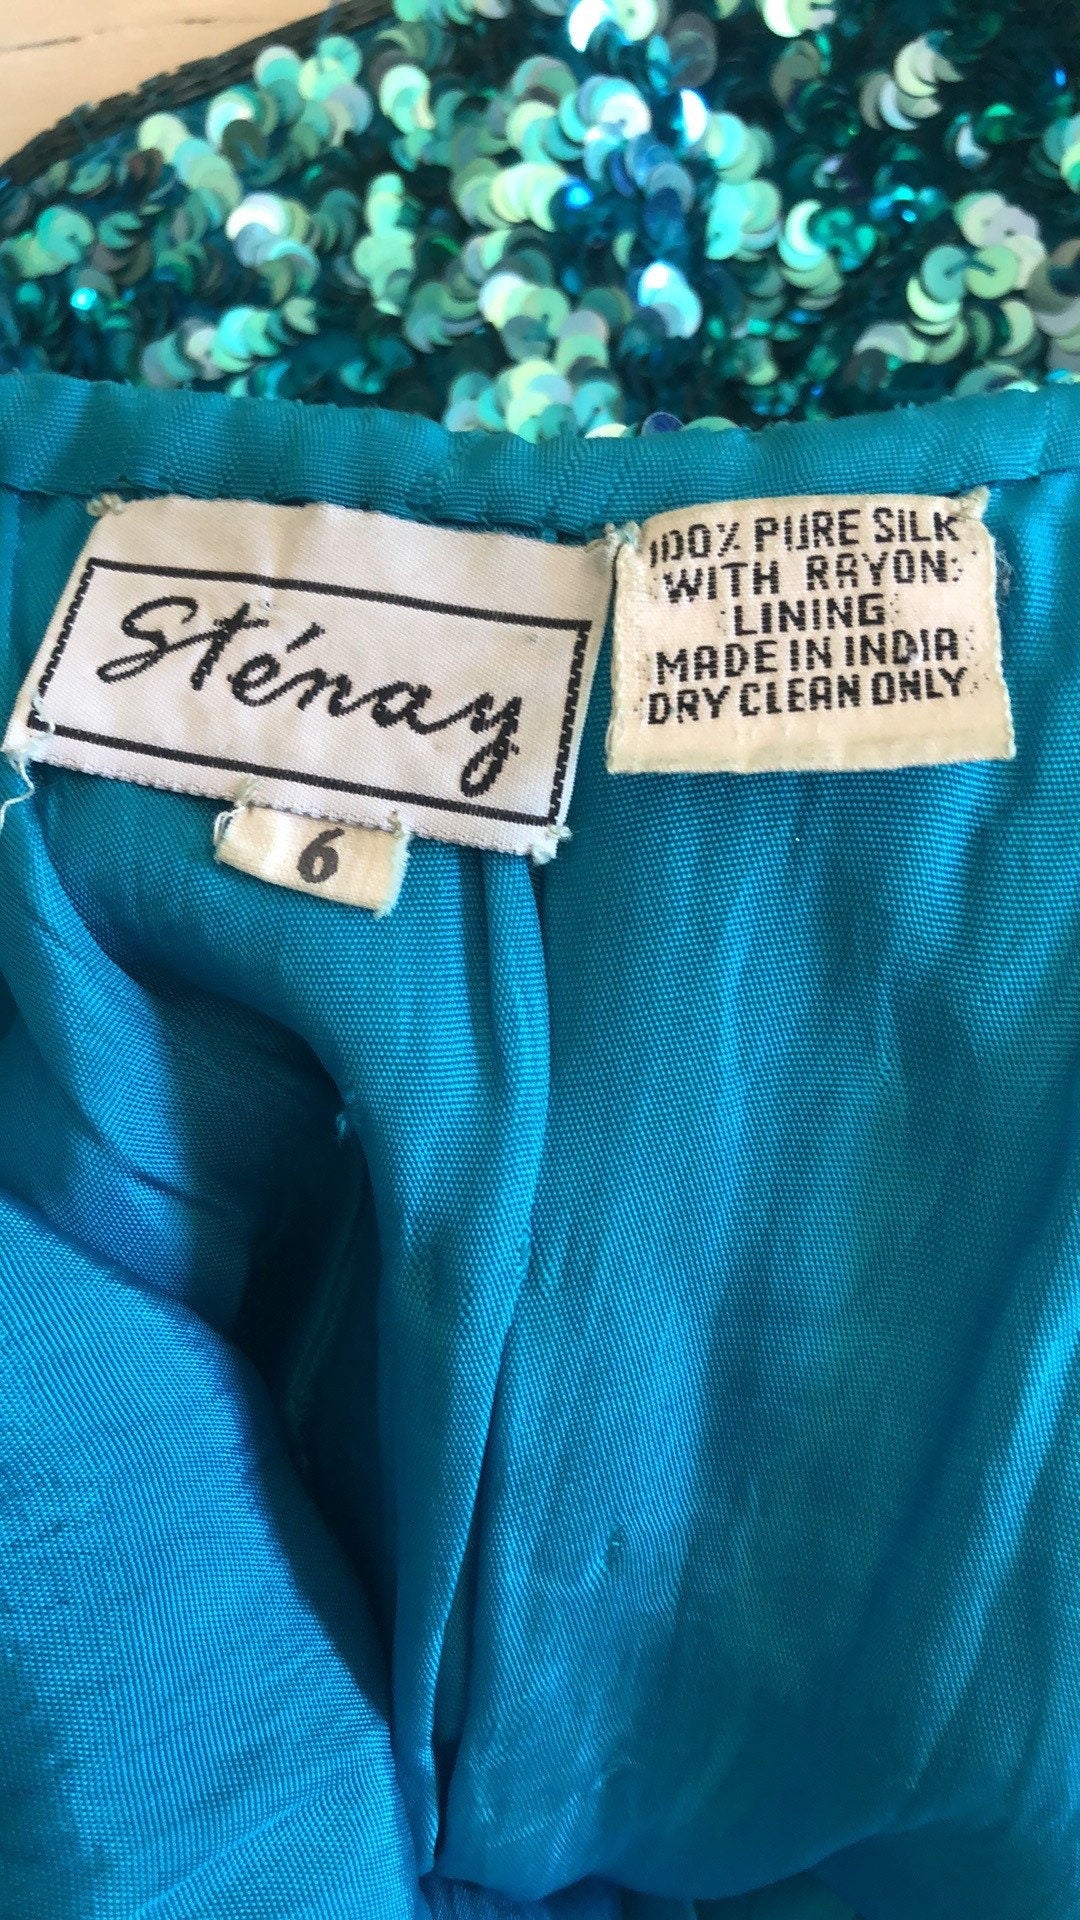 Sténay
6
100% PURE SILK
WITH RAYON
LINING
MADE IN INDIA
DRY CLEAN ONLY